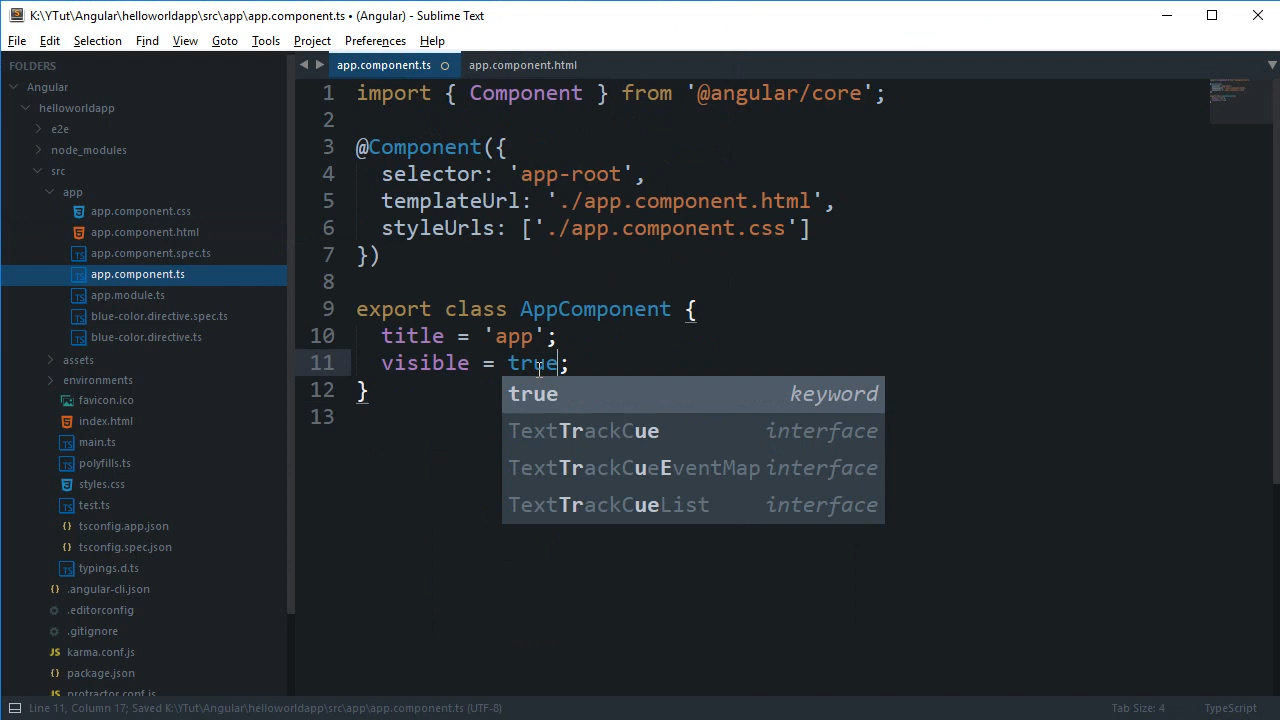 K:\YTut\Angular\helloworldapp\src\app\app.component.ts • (Angular) - Sublime Text
File Edit Selection Find View Goto Tools Project Preferences Help
FOLDERS
Angular
helloworldapp
e2e
node_modules
src
app
app.component.css
app.component.html
app.component.spec.ts
app.component.ts
app.module.ts
blue-color.directive.spec.ts
blue-color.directive.ts
assets
environments
favicon.ico
index.html
main.ts
polyfills.ts
styles.css
test.ts
tsconfig.app.json
tsconfig.spec.json
typings.d.ts
.angular-cli.json
.editorconfig
.gitignore
karma.conf.js
package.json
protractor.conf.js
app.component.ts app.component.html
1 import { Component } from '@angular/core';
2
3 @Component({
4 selector: 'app-root',
5 templateUrl: './app.component.html',
6 styleUrls: ['./app.component.css']
7 })
8
9 export class AppComponent {
10 title = 'app';
11 visible = true;
12 }
13
true keyword
TextTrackCue interface
TextTrackCueEventMap interface
TextTrackCueList interface
Line 11, Column 17; Saved K:\YTut\Angular\helloworldapp\src\app\app.component.ts (UTF-8) Tab Size: 4 TypeScript